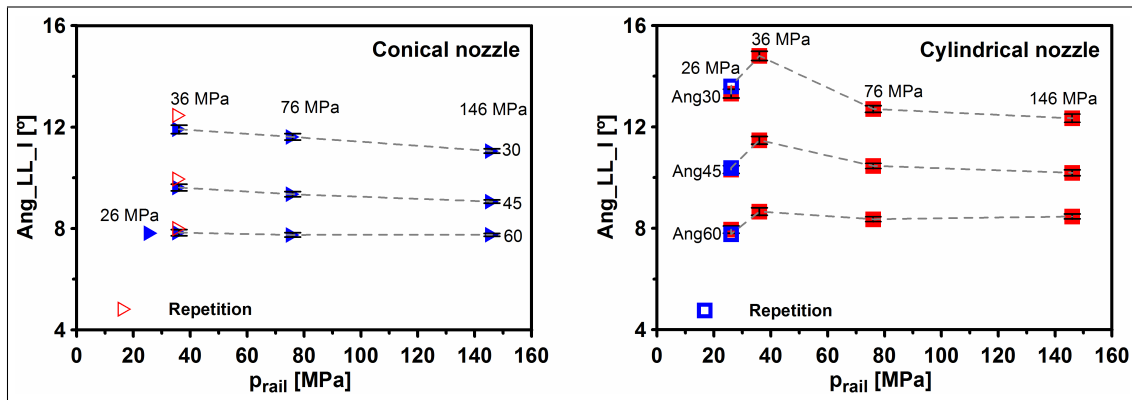 Conical nozzle
Ang_LL_I [º]
16
12
8
4
36 MPa
76 MPa
146 MPa
30
45
26 MPa
60
Repetition
0 20 40 60 80 100 120 140 160
p_rail [MPa]
Cylindrical nozzle
Ang_LL_I [º]
16
12
8
4
36 MPa
26 MPa
76 MPa
146 MPa
Ang30
Ang45
Ang60
Repetition
0 20 40 60 80 100 120 140 160
p_rail [MPa]